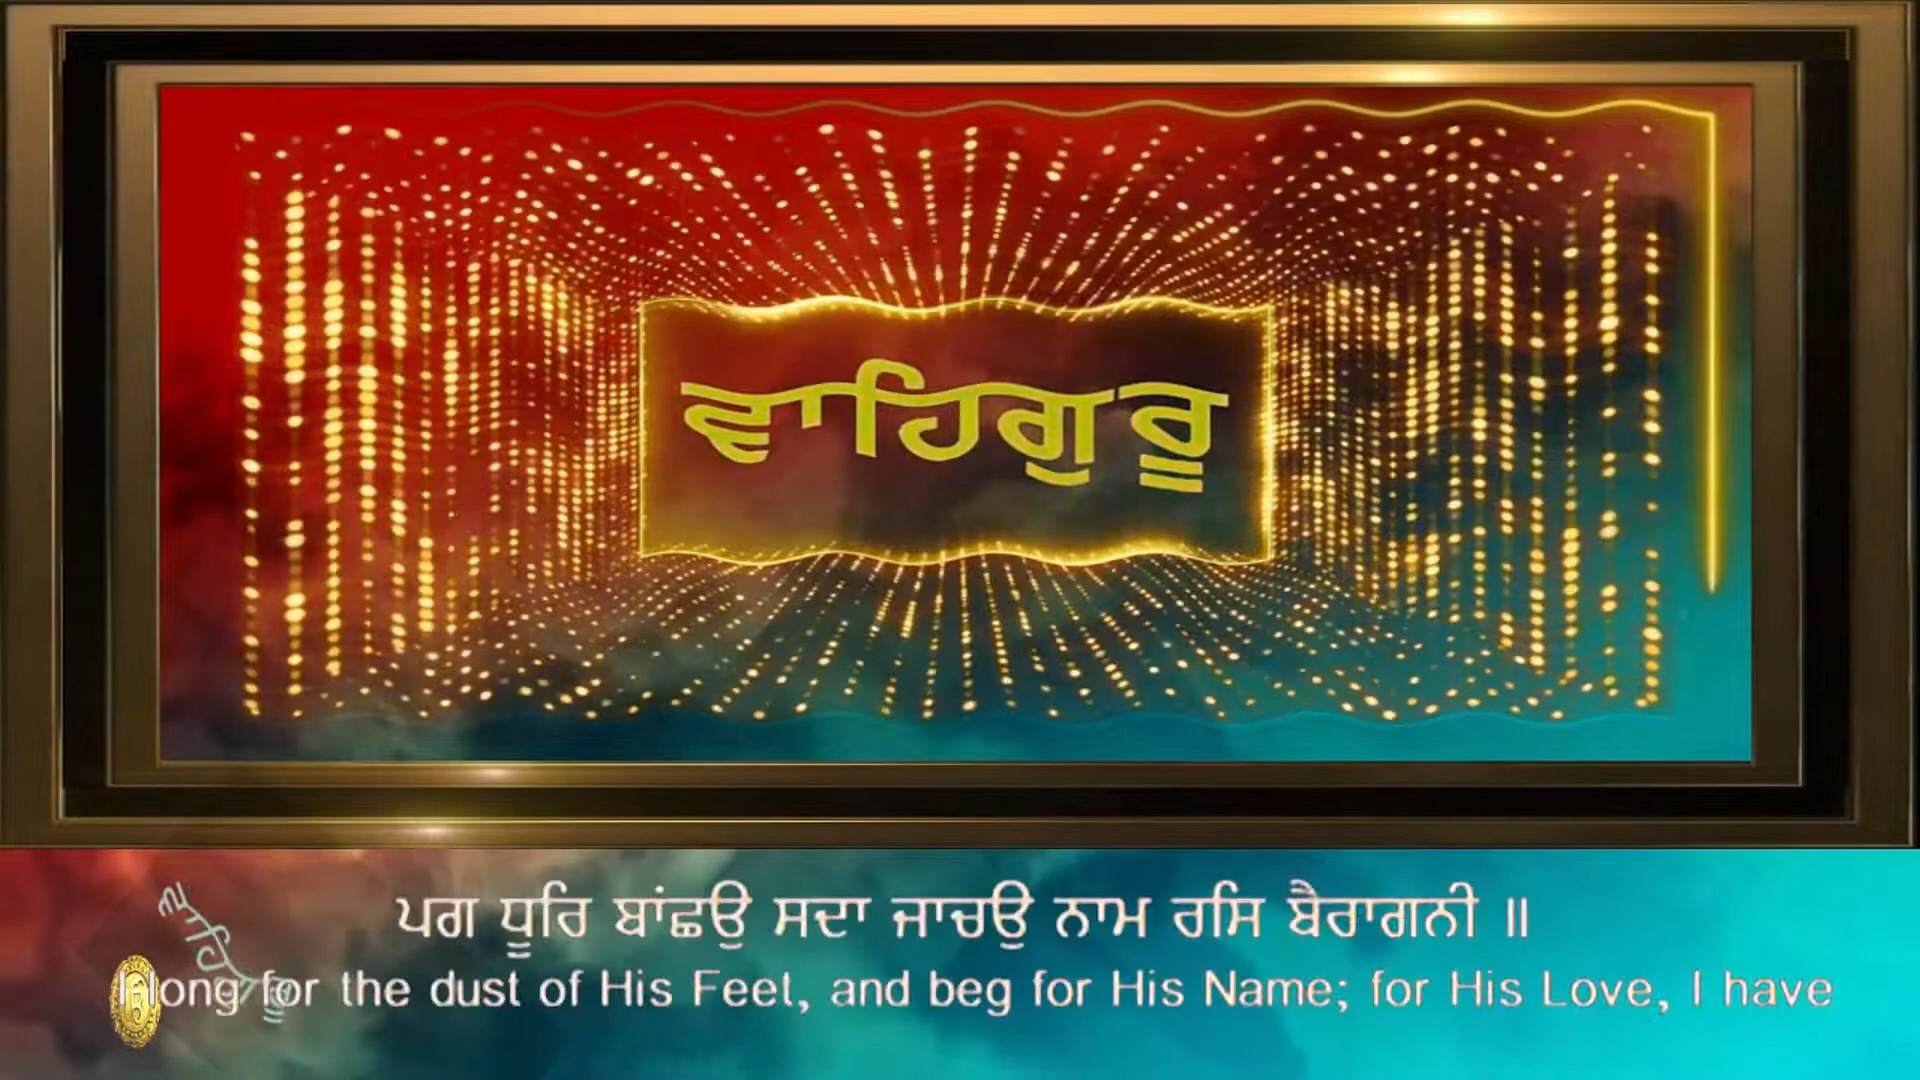 ਵਾਹਿਗੁਰੂ
ਪਗ ਧੂਰਿ ਬਾਂਛਉ ਸਦਾ ਜਾਚਉ ਨਾਮ ਰਸਿ ਬੈਰਾਗਨੀ ॥
ਵਾਹਿਗੁਰੂ
I long for the dust of His Feet, and beg for His Name; for His Love, I have
ੴ